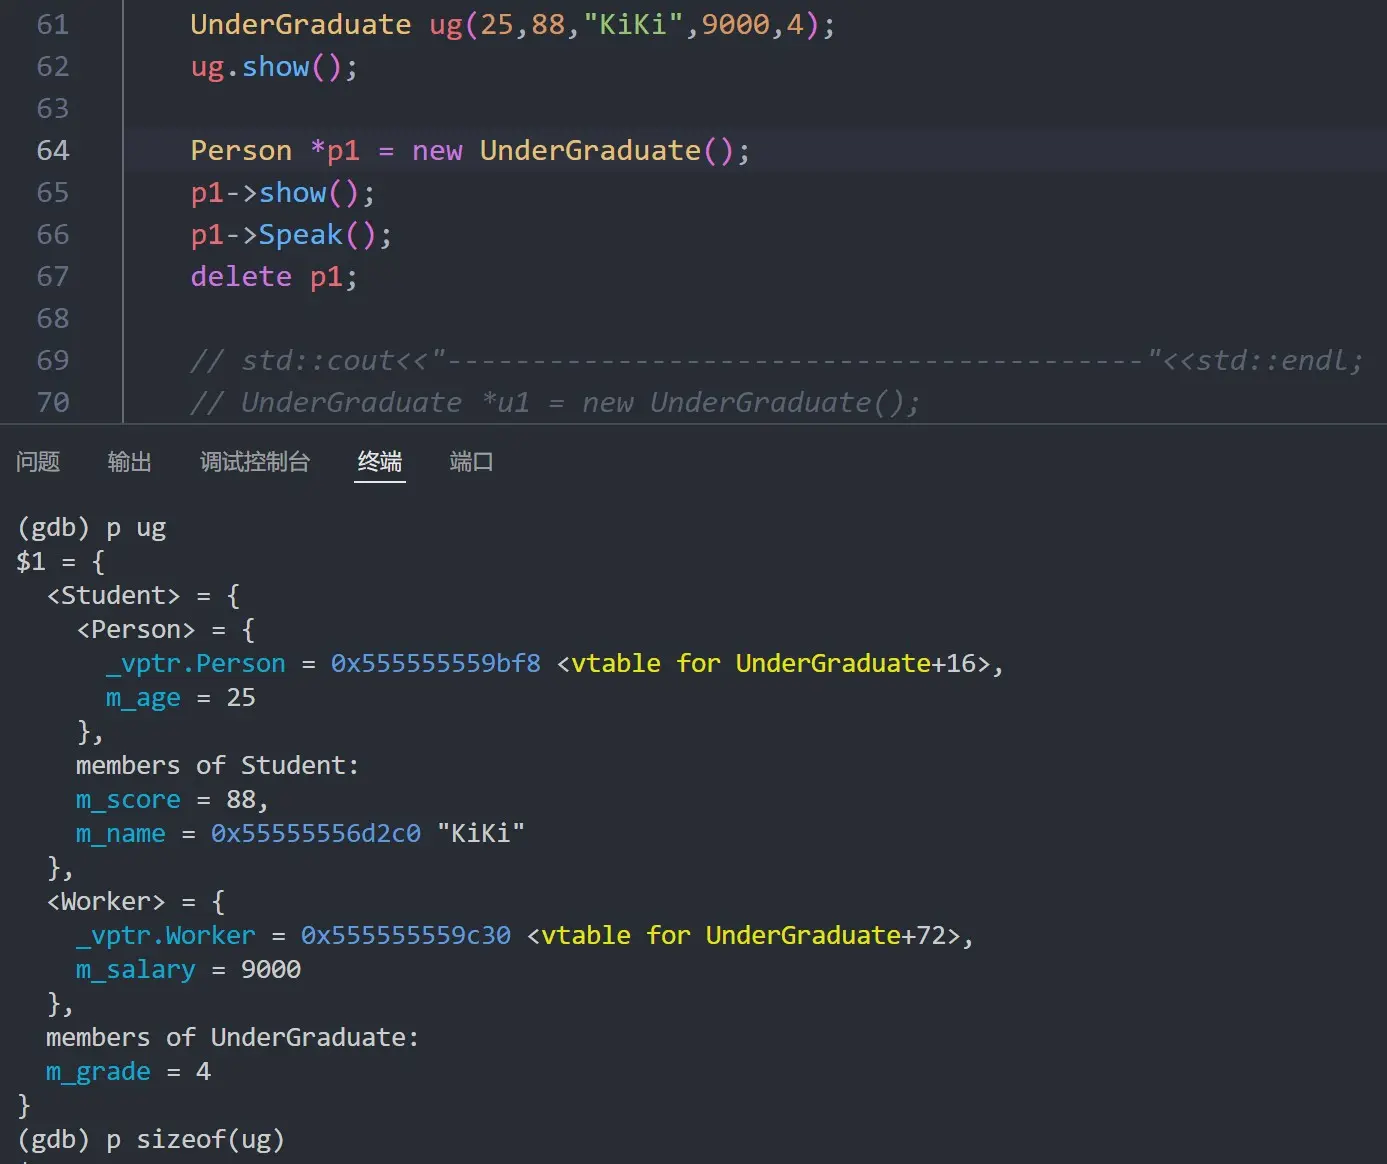 61 UnderGraduate ug(25,88,"KiKi",9000,4);
62 ug.show();
63
64 Person *p1 = new UnderGraduate();
65 p1->show();
66 p1->Speak();
67 delete p1;
68
69 // std::cout<<"-----------------------------------------"<<std::endl;
70 // UnderGraduate *u1 = new UnderGraduate();
问题 输出 调试控制台 终端 端口
(gdb) p ug
$1 = {
  <Student> = {
    <Person> = {
      _vptr.Person = 0x555555559bf8 <vtable for UnderGraduate+16>,
      m_age = 25
    },
    members of Student:
    m_score = 88,
    m_name = 0x55555556d2c0 "KiKi"
  },
  <Worker> = {
    _vptr.Worker = 0x555555559c30 <vtable for UnderGraduate+72>,
    m_salary = 9000
  },
  members of UnderGraduate:
  m_grade = 4
}
(gdb) p sizeof(ug)